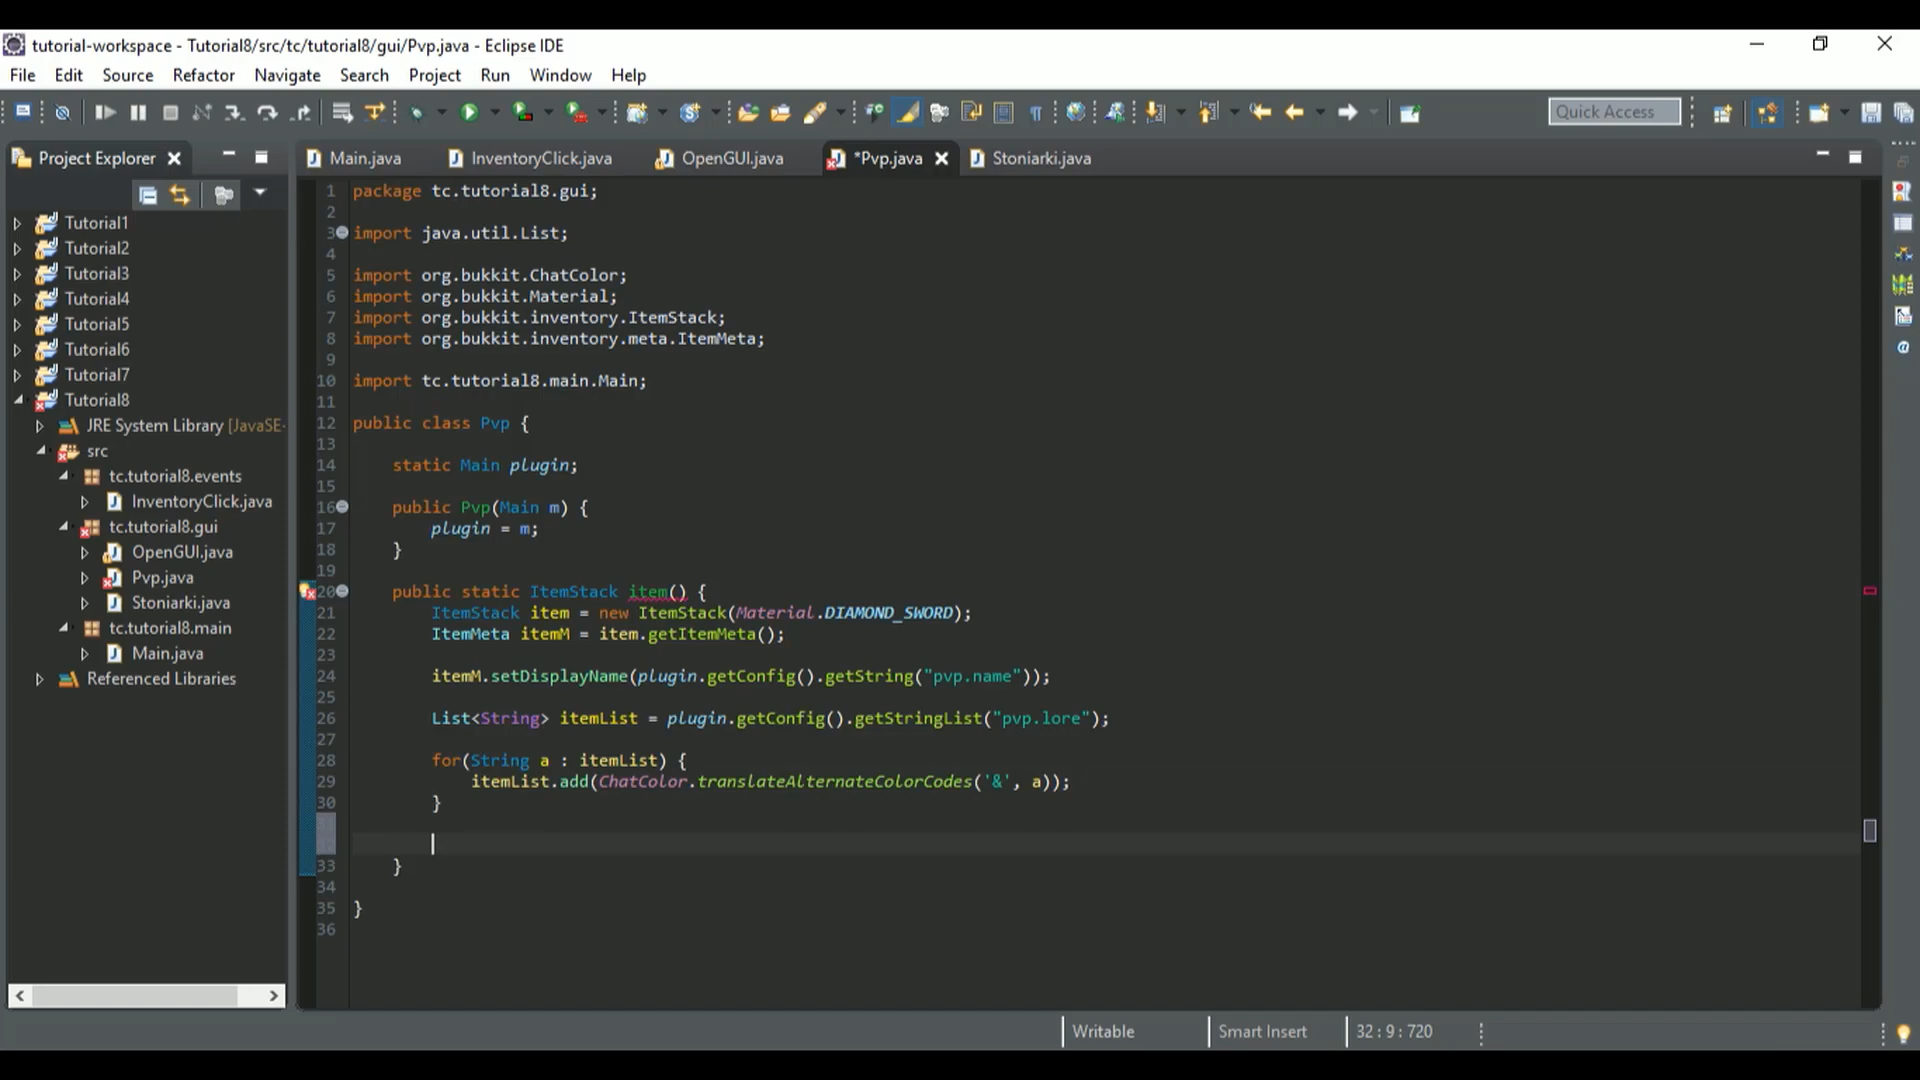 tutorial-workspace - Tutorial8/src/tc/tutorial8/gui/Pvp.java - Eclipse IDE
File Edit Source Refactor Navigate Search Project Run Window Help
Quick Access
Project Explorer
Main.java InventoryClick.java OpenGUI.java *Pvp.java Stoniarki.java
Tutorial1
Tutorial2
Tutorial3
Tutorial4
Tutorial5
Tutorial6
Tutorial7
Tutorial8
JRE System Library [JavaSE-
src
tc.tutorial8.events
InventoryClick.java
tc.tutorial8.gui
OpenGUI.java
Pvp.java
Stoniarki.java
tc.tutorial8.main
Main.java
Referenced Libraries
1 package tc.tutorial8.gui;
2
3 import java.util.List;
4
5 import org.bukkit.ChatColor;
6 import org.bukkit.Material;
7 import org.bukkit.inventory.ItemStack;
8 import org.bukkit.inventory.meta.ItemMeta;
9
10 import tc.tutorial8.main.Main;
11
12 public class Pvp {
13
14 static Main plugin;
15
16 public Pvp(Main m) {
17 plugin = m;
18 }
19
20 public static ItemStack item() {
21 ItemStack item = new ItemStack(Material.DIAMOND_SWORD);
22 ItemMeta itemM = item.getItemMeta();
23
24 itemM.setDisplayName(plugin.getConfig().getString("pvp.name"));
25
26 List<String> itemList = plugin.getConfig().getStringList("pvp.lore");
27
28 for(String a : itemList) {
29 itemList.add(ChatColor.translateAlternateColorCodes('&', a));
30 }
33 }
34
35 }
36
Writable Smart Insert 32 : 9 : 720